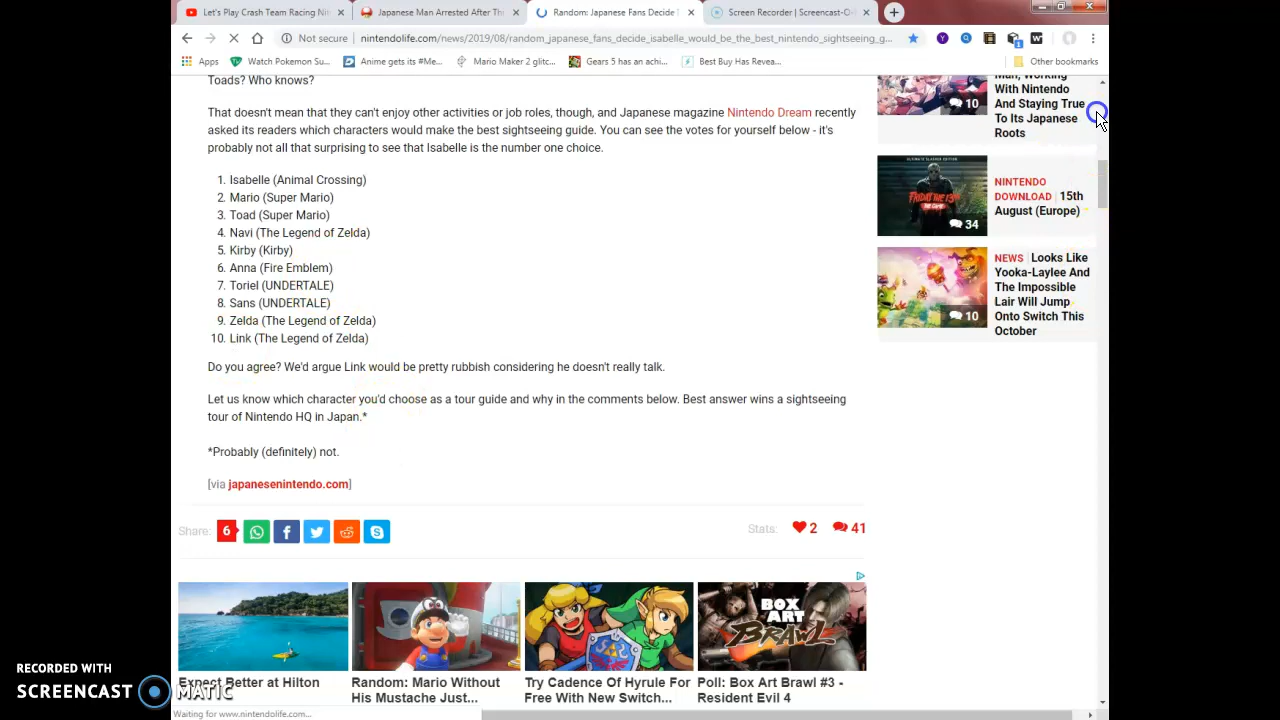 Let's Play Crash Team Racing Nit
Japanese Man Arrested After Th
Random: Japanese Fans Decide
Screen Recorder | Screencast-O-
Not secure | nintendolife.com/news/2019/08/random_japanese_fans_decide_isabelle_would_be_the_best_nintendo_sightseeing_g...
Apps
Watch Pokemon Su...
Anime gets its #Me...
Mario Maker 2 glitc...
Gears 5 has an achi...
Best Buy Has Revea...
Other bookmarks
Toads? Who knows?
That doesn't mean that they can't enjoy other activities or job roles, though, and Japanese magazine Nintendo Dream recently
asked its readers which characters would make the best sightseeing guide. You can see the votes for yourself below - it's
probably not all that surprising to see that Isabelle is the number one choice.
1. Isabelle (Animal Crossing)
2. Mario (Super Mario)
3. Toad (Super Mario)
4. Navi (The Legend of Zelda)
5. Kirby (Kirby)
6. Anna (Fire Emblem)
7. Toriel (UNDERTALE)
8. Sans (UNDERTALE)
9. Zelda (The Legend of Zelda)
10. Link (The Legend of Zelda)
Do you agree? We'd argue Link would be pretty rubbish considering he doesn't really talk.
Let us know which character you'd choose as a tour guide and why in the comments below. Best answer wins a sightseeing
tour of Nintendo HQ in Japan.*
*Probably (definitely) not.
[via japanesenintendo.com]
Share: 6
Stats: 2 41
Man, Working
With Nintendo
And Staying True
To Its Japanese
Roots
10
NINTENDO
DOWNLOAD | 15th
August (Europe)
FRIDAY THE 13th
THE GAME
34
NEWS | Looks Like
Yooka-Laylee And
The Impossible
Lair Will Jump
Onto Switch This
October
10
BOX
ART
BRAWL
Expect Better at Hilton
Random: Mario Without
His Mustache Just...
Try Cadence Of Hyrule For
Free With New Switch...
Poll: Box Art Brawl #3 -
Resident Evil 4
Waiting for www.nintendolife.com...
RECORDED WITH
SCREENCAST MATIC